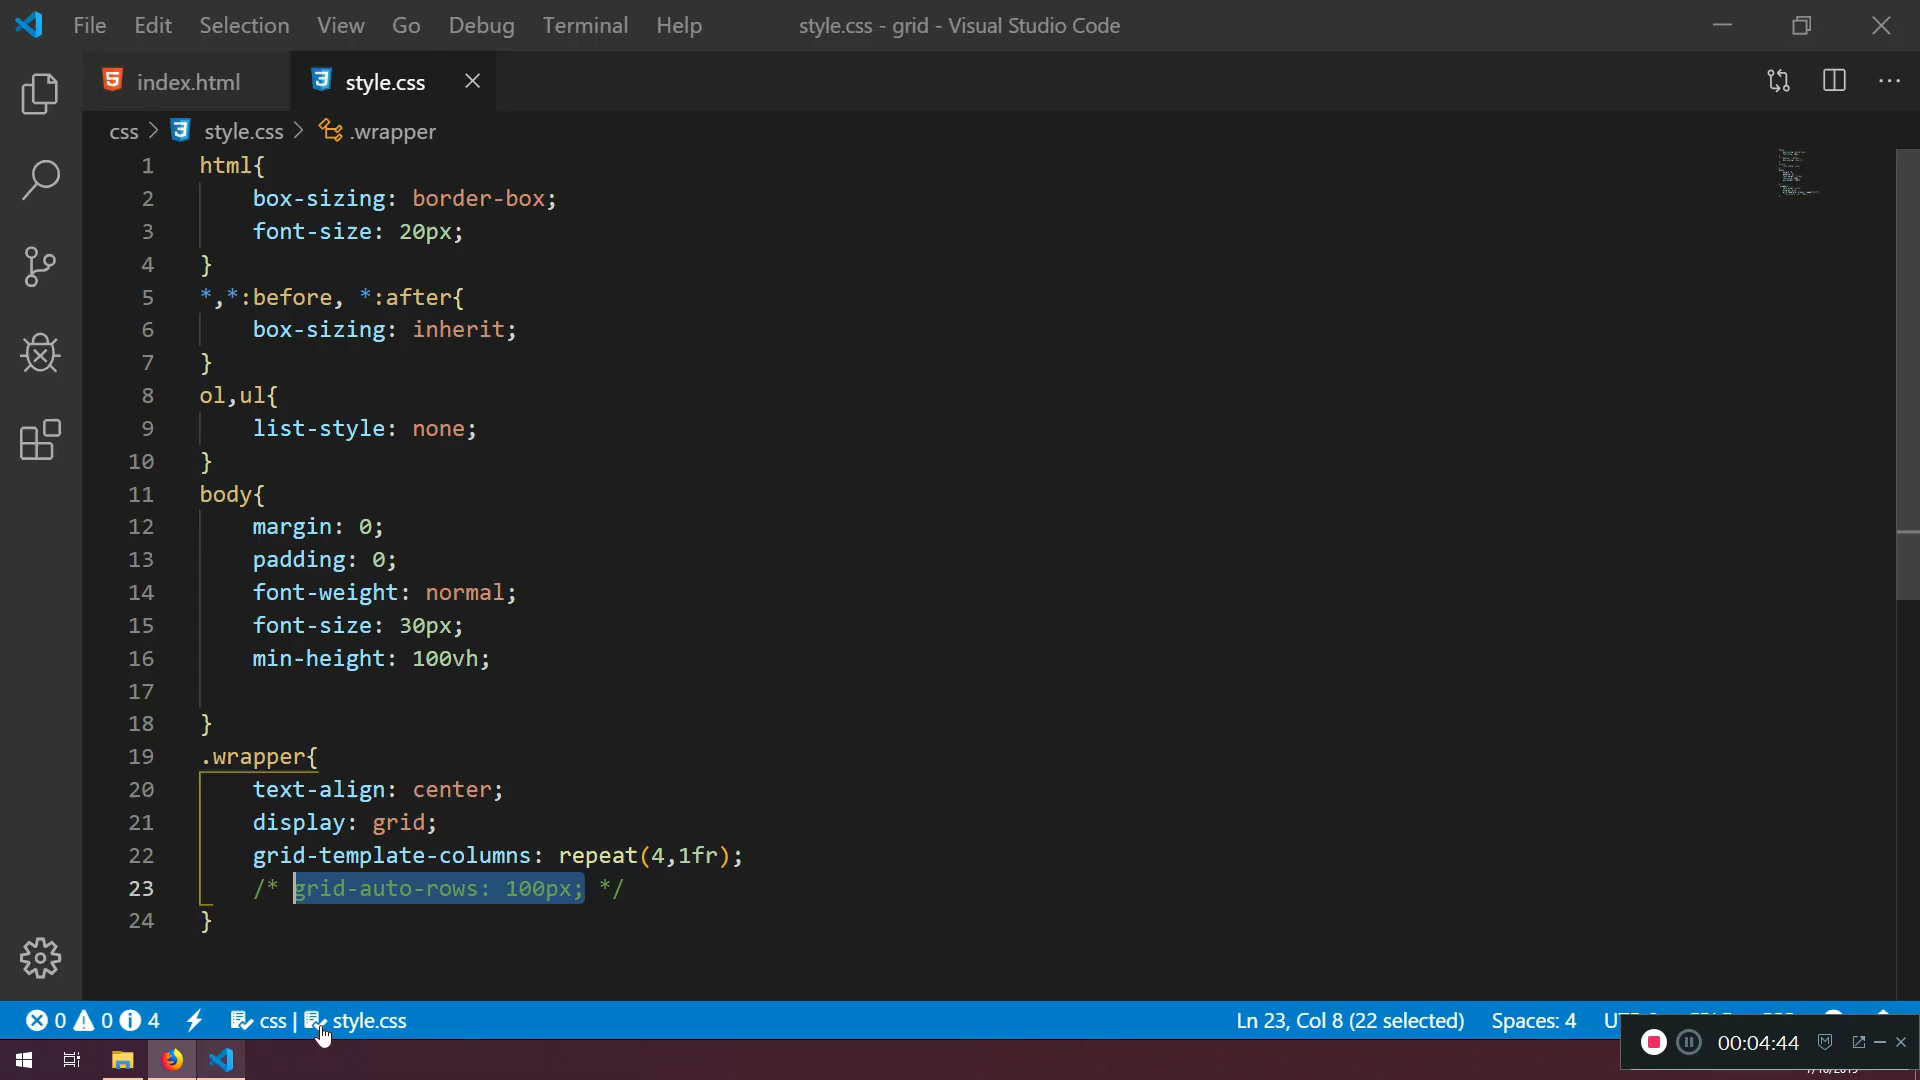 File Edit Selection View Go Debug Terminal Help style.css - grid - Visual Studio Code
index.html style.css
css > style.css > .wrapper
1 html{
2 box-sizing: border-box;
3 font-size: 20px;
4 }
5 *,*:before, *:after{
6 box-sizing: inherit;
7 }
8 ol,ul{
9 list-style: none;
10 }
11 body{
12 margin: 0;
13 padding: 0;
14 font-weight: normal;
15 font-size: 30px;
16 min-height: 100vh;
17
18 }
19 .wrapper{
20 text-align: center;
21 display: grid;
22 grid-template-columns: repeat(4,1fr);
23 /* grid-auto-rows: 100px; */
24 }
0 0 4 css | style.css Ln 23, Col 8 (22 selected) Spaces: 4
00:04:44